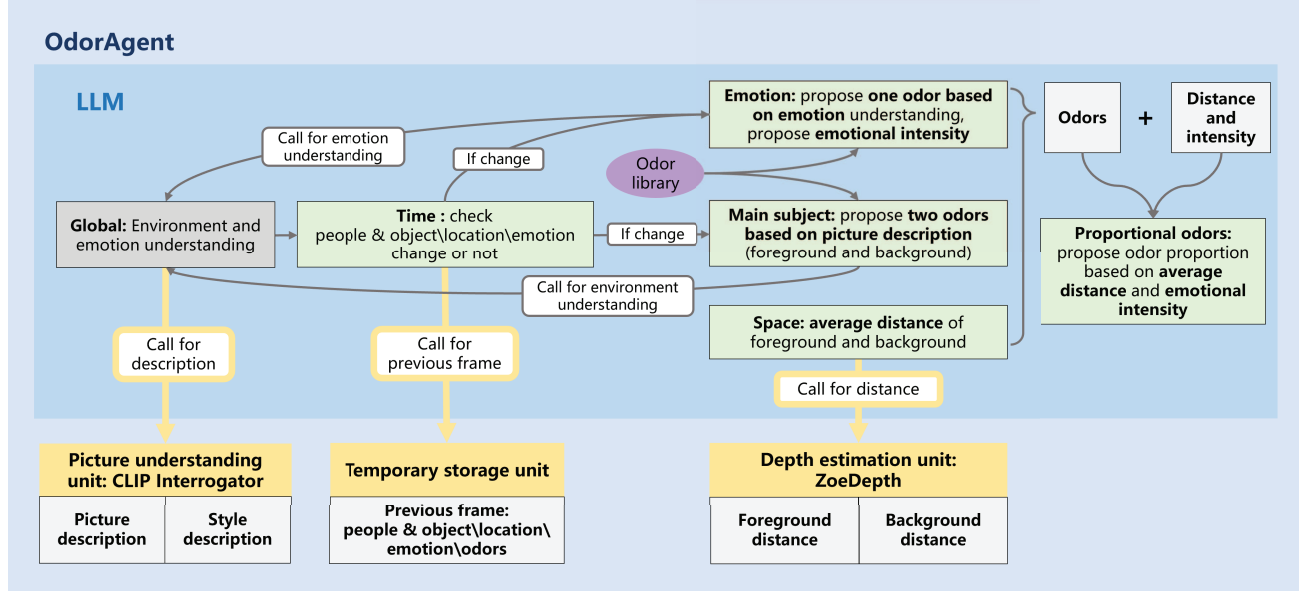 OdorAgent
LLM
Emotion: propose one odor based
on emotion understanding,
propose emotional intensity
Odors
+
Distance
and
intensity
Call for emotion
understanding
If change
Odor
library
Global: Environment and
emotion understanding
Time : check
people & object\location\emotion
change or not
If change
Main subject: propose two odors
based on picture description
(foreground and background)
Proportional odors:
propose odor proportion
based on average
distance and emotional
intensity
Call for environment
understanding
Space: average distance of
foreground and background
Call for
description
Call for
previous frame
Call for distance
Picture understanding
unit: CLIP Interrogator
Picture
description
Style
description
Temporary storage unit
Previous frame:
people & object\location\
emotion\odors
Depth estimation unit:
ZoeDepth
Foreground
distance
Background
distance